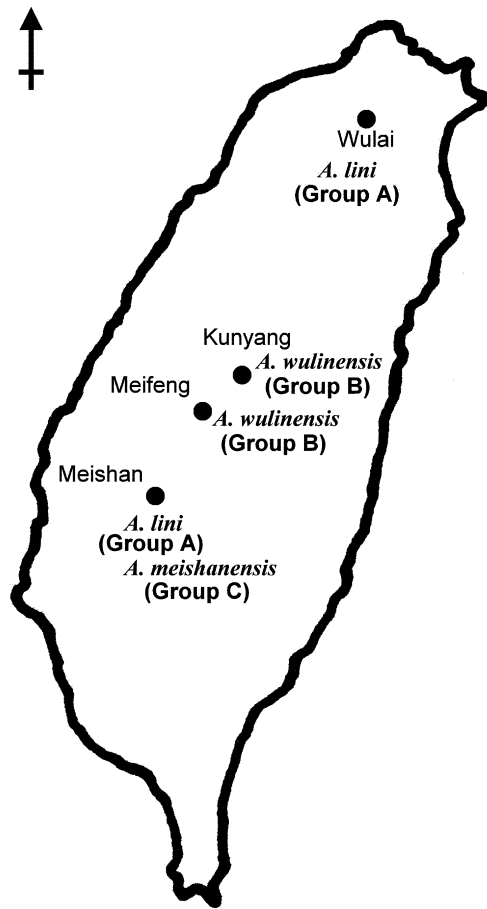 Wulai
A. lini
(Group A)
Kunyang
A. wulinensis
(Group B)
Meifeng
A. wulinensis
(Group B)
Meishan
A. lini
(Group A)
A. meishanensis
(Group C)